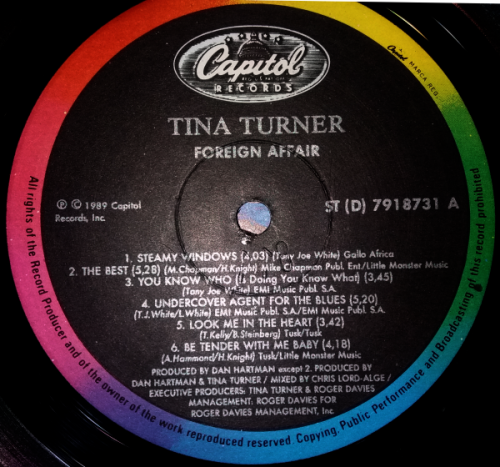 Capitol
RECORDS
Capitol MARCA REG.
TINA TURNER
FOREIGN AFFAIR
℗ © 1989 Capitol
Records, Inc.
ST (D) 7918731 A
1. STEAMY WINDOWS (4,03) (Tony Joe White) Gallo Africa
2. THE BEST (5,28) (M.Chapman/H.Knight) Mike Chapman Publ. Ent/Little Monster Music
3. YOU KNOW WHO (Is Doing You Know What) (3,45)
(Tony Joe White) EMI Music Publ. S.A
4. UNDERCOVER AGENT FOR THE BLUES (5,20)
(T.J.White/L.White) EMI Music Publ. S.A/EMI Music Publ. S.A.
5. LOOK ME IN THE HEART (3,42)
(T.Kelly/B.Steinberg) Tusk/Tusk
6. BE TENDER WITH ME BABY (4,18)
(A.Hammond/H.Knight) Tusk/Little Monster Music
PRODUCED BY DAN HARTMAN except 2. PRODUCED BY
DAN HARTMAN & TINA TURNER / MIXED BY CHRIS LORD-ALGE /
EXECUTIVE PRODUCERS: TINA TURNER & ROGER DAVIES
MANAGEMENT: ROGER DAVIES FOR
ROGER DAVIES MANAGEMENT, Inc
All rights of the Record Producer and of the owner of the work reproduced reserved. Copying, Public Performance and Broadcasting of this record prohibited